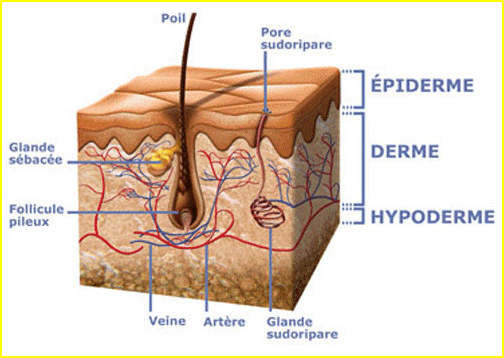 Poil
Pore
sudoripare
ÉPIDERME
Glande
sébacée
DERME
Follicule
pileux
HYPODERME
Veine
Artère
Glande
sudoripare